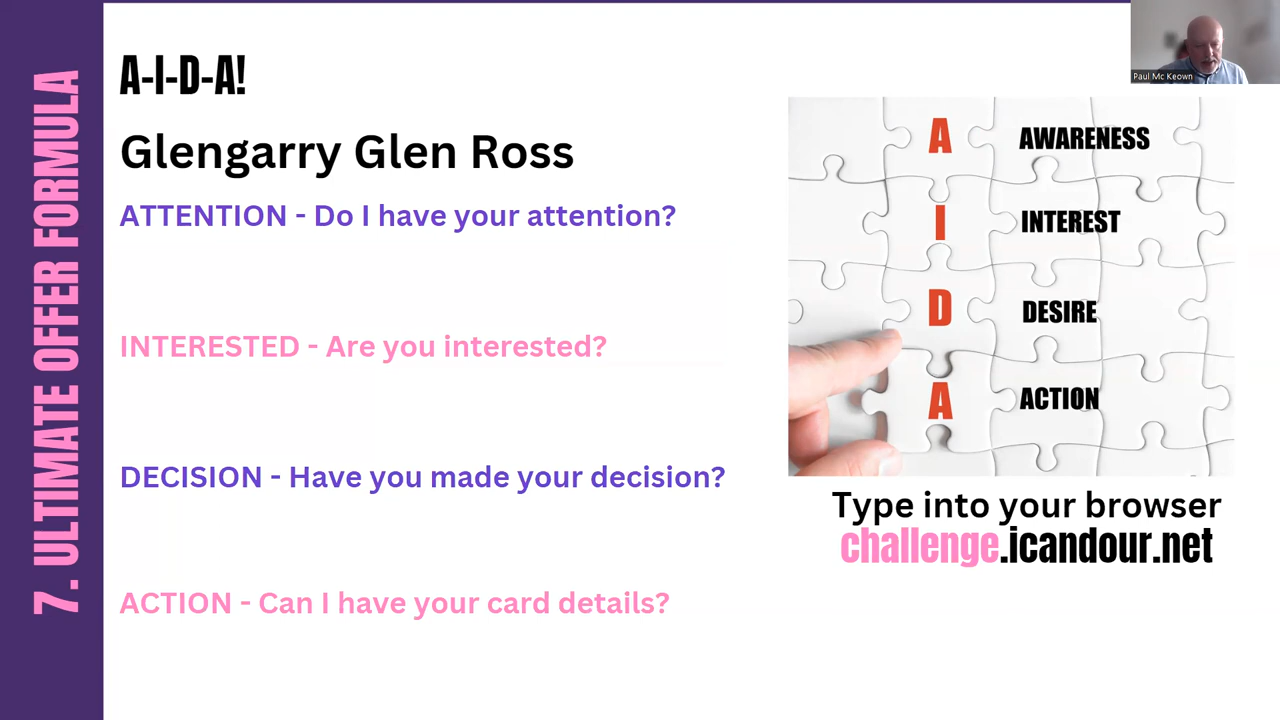 7. ULTIMATE OFFER FORMULA
A-I-D-A!
Glengarry Glen Ross
ATTENTION - Do I have your attention?
INTERESTED - Are you interested?
DECISION - Have you made your decision?
ACTION - Can I have your card details?
Paul Mc Keown
A AWARENESS
I INTEREST
D DESIRE
A ACTION
Type into your browser
challenge.icandour.net